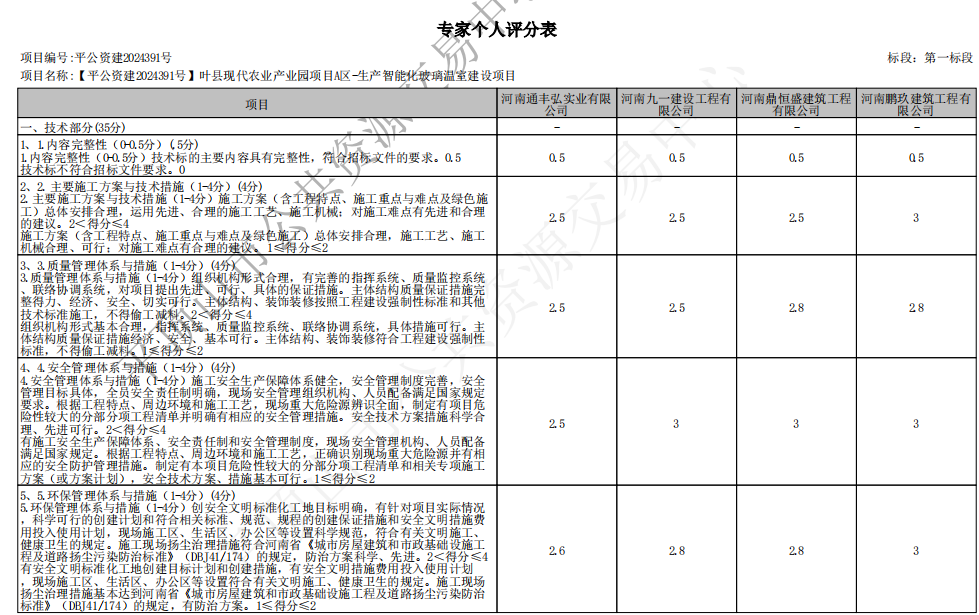 专家个人评分表
项目编号:平公资建2024391号
标段: 第一标段
项目名称:【平公资建2024391号】叶县现代农业产业园项目A区-生产智能化玻璃温室建设项目
项目
河南通丰弘实业有限公司
河南九一建设工程有限公司
河南鼎恒盛建筑工程有限公司
河南鹏玖建筑工程有限公司
一、技术部分(35分)
－ － － －
1、1.内容完整性（0-0.5分）(.5分)
1.内容完整性（0-0.5分）技术标的主要内容具有完整性，符合招标文件的要求。0.5
技术标不符合招标文件要求。0
0.5 0.5 0.5 0.5
2、2. 主要施工方案与技术措施（1-4分）(4分)
2. 主要施工方案与技术措施（1-4分）施工方案（含工程特点、施工重点与难点及绿色施
工）总体安排合理，运用先进、合理的施工工艺、施工机械；对施工难点有先进和合理
的建议。2＜得分≤4
施工方案（含工程特点、施工重点与难点及绿色施工）总体安排合理，施工工艺、施工
机械合理、可行；对施工难点有合理的建议。1≤得分≤2
2.5 2.5 2.5 3
3、3.质量管理体系与措施（1-4分）(4分)
3.质量管理体系与措施（1-4分）组织机构形式合理，有完善的指挥系统、质量监控系统
、联络协调系统，对项目提出先进、可行、具体的保证措施。主体结构质量保证措施完
整得力、经济、安全、切实可行。主体结构、装饰装修按照工程建设强制性标准和其他
技术标准施工，不得偷工减料。2＜得分≤4
组织机构形式基本合理，指挥系统、质量监控系统、联络协调系统，具体措施可行。主
体结构质量保证措施经济、安全、基本可行。主体结构、装饰装修符合工程建设强制性
标准，不得偷工减料。1≤得分≤2
2.5 2.5 2.8 2.8
4、4.安全管理体系与措施（1-4分）(4分)
4.安全管理体系与措施（1-4分）施工安全生产保障体系健全，安全管理制度完善，安全
管理目标具体，全员安全责任制明确，现场安全管理组织机构、人员配备满足国家规定
要求。根据工程特点、周边环境和施工工艺，现场重大危险源辨识全面，制定有项目危
险性较大的分部分项工程清单并明确有相应的安全管理措施。安全技术方案措施科学合
理、先进可行。2＜得分≤4
有施工安全生产保障体系、安全责任制和安全管理制度，现场安全管理机构、人员配备
满足国家规定。根据工程特点、周边环境和施工工艺，正确识别现场重大危险源并有相
应的安全防护管理措施。制定有本项目危险性较大的分部分项工程清单和相关专项施工
方案（或方案计划），安全技术方案、措施基本可行。1≤得分≤2
2.5 3 3 3
5、5.环保管理体系与措施（1-4分）(4分)
5.环保管理体系与措施（1-4分）创安全文明标准化工地目标明确，有针对项目实际情况
，科学可行的创建计划和符合相关标准、规范、规程的创建保证措施和安全文明措施费
用投入使用计划，现场施工区、生活区、办公区等设置科学规范，符合有关文明施工、
健康卫生的规定。施工现场扬尘治理措施符合河南省《城市房屋建筑和市政基础设施工
程及道路扬尘污染防治标准》（DBJ41/174）的规定，防治方案科学、先进。2＜得分≤4
有安全文明标准化工地创建目标计划和创建措施，有安全文明措施费用投入使用计划
，现场施工区、生活区、办公区等设置符合有关文明施工、健康卫生的规定。施工现场
扬尘治理措施基本达到河南省《城市房屋建筑和市政基础设施工程及道路扬尘污染防治
标准》（DBJ41/174）的规定，有防治方案。1≤得分≤2
2.6 2.8 2.8 3